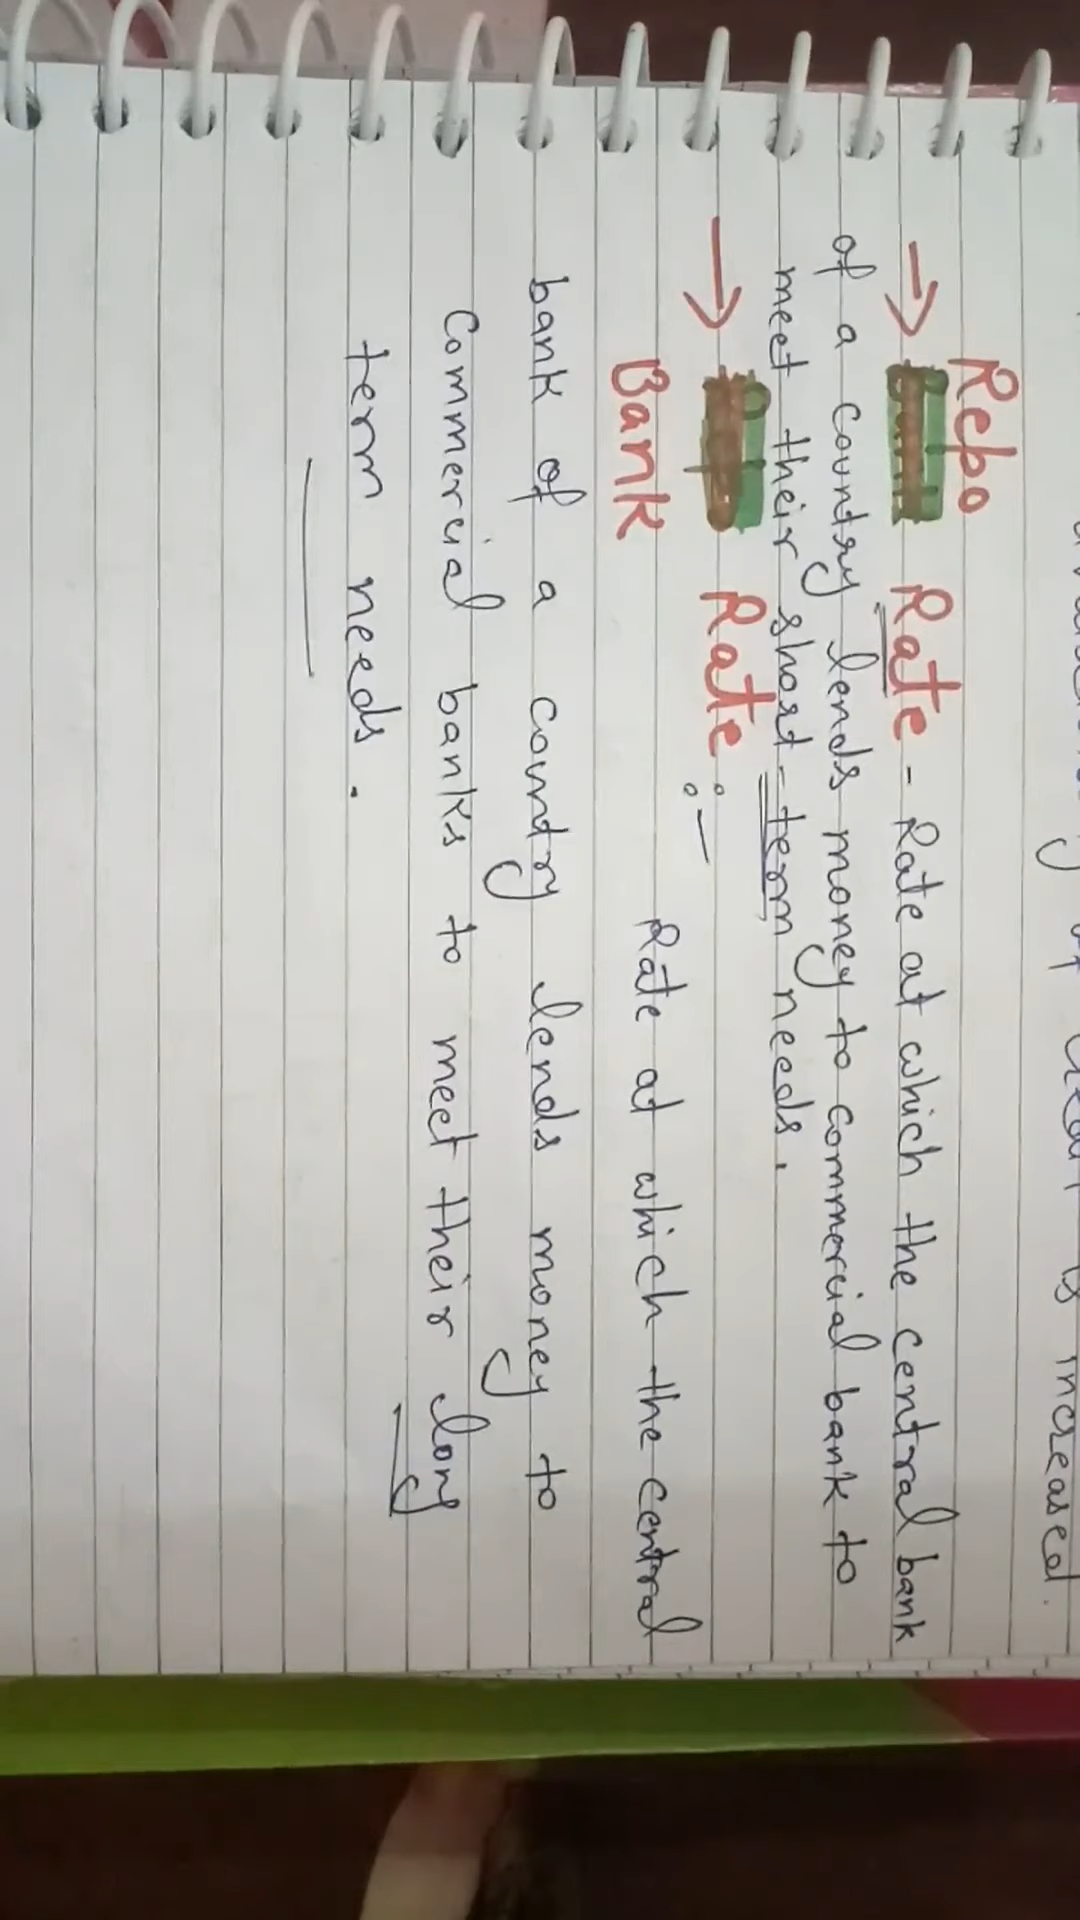 is increased.
Repo
→ Rate - Rate at which the central bank
of a country lends money to commercial bank to
meet their short-term needs.
→ Rate :-
Bank Rate at which the central
bank of a country lends money to
commercial banks to meet their long
term needs.